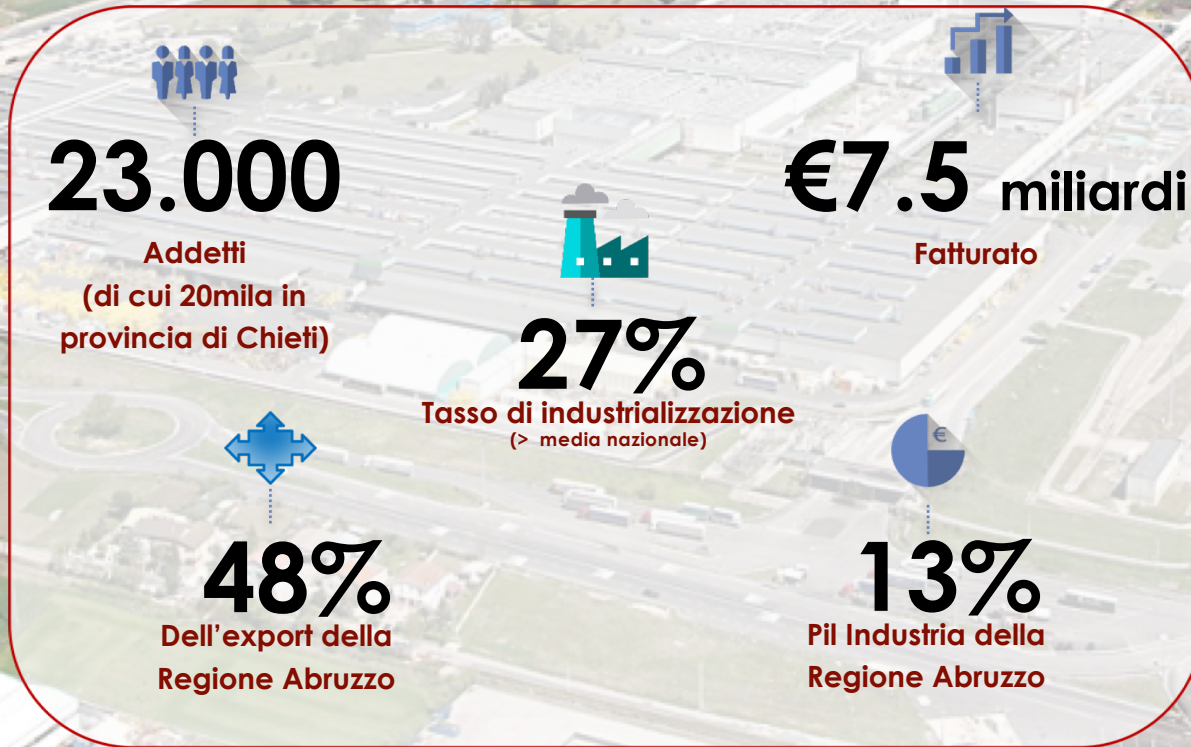 23.000
Addetti
(di cui 20mila in
provincia di Chieti)
€7.5 miliardi
Fatturato
27%
Tasso di industrializzazione
(> media nazionale)
48%
Dell’export della
Regione Abruzzo
€
13%
Pil Industria della
Regione Abruzzo